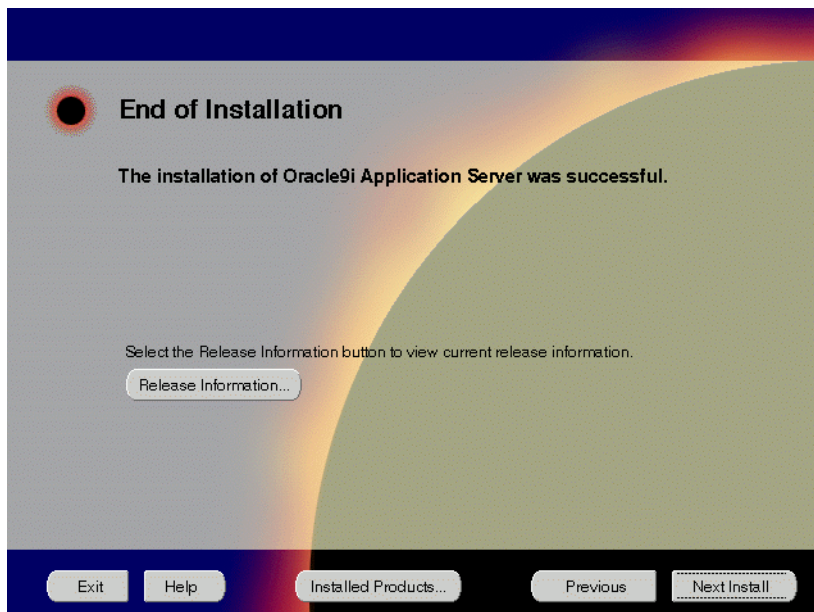 End of Installation
The installation of Oracle9i Application Server was successful.
Select the Release Information button to view current release information.
Release Information...
Exit Help Installed Products... Previous Next Install